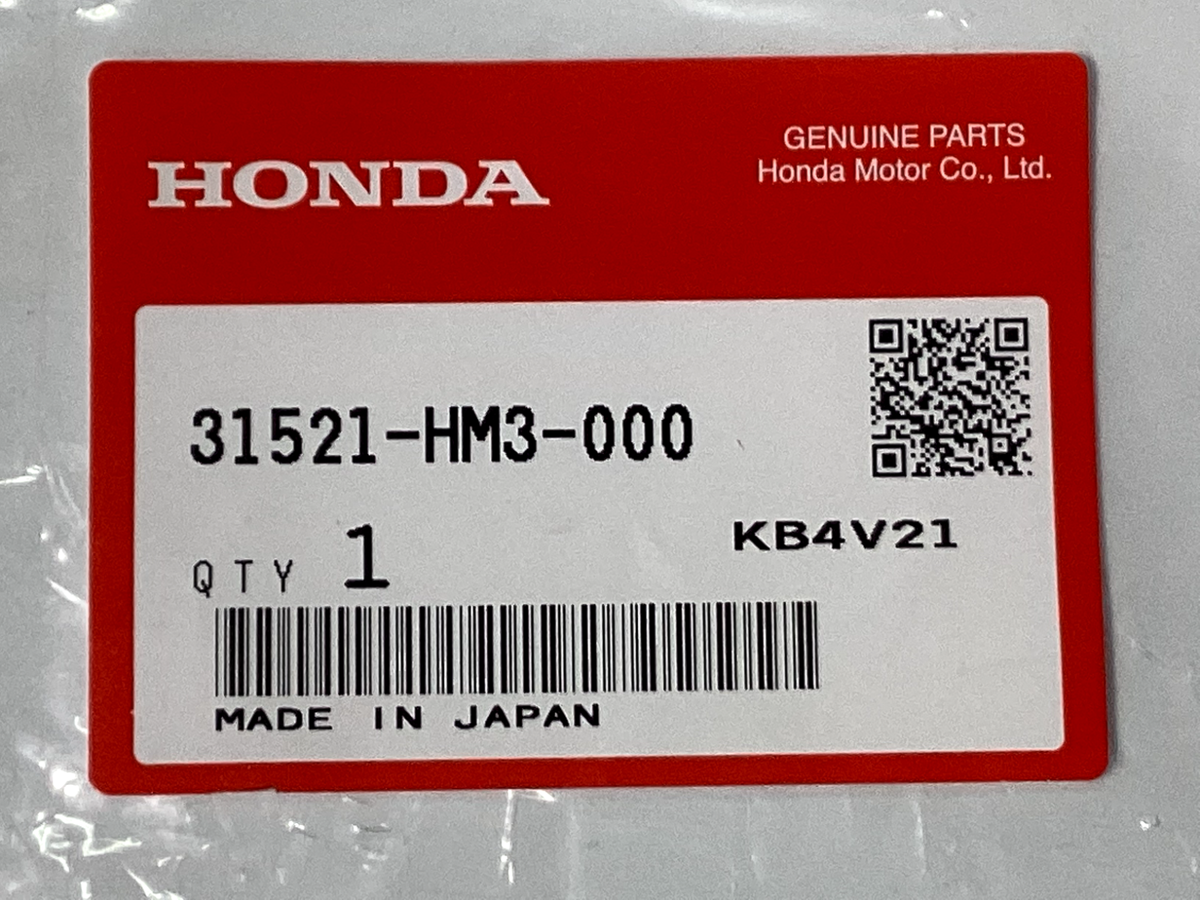 HONDA
GENUINE PARTS
Honda Motor Co., Ltd.
31521-HM3-000
KB4V21
QTY 1
MADE IN JAPAN